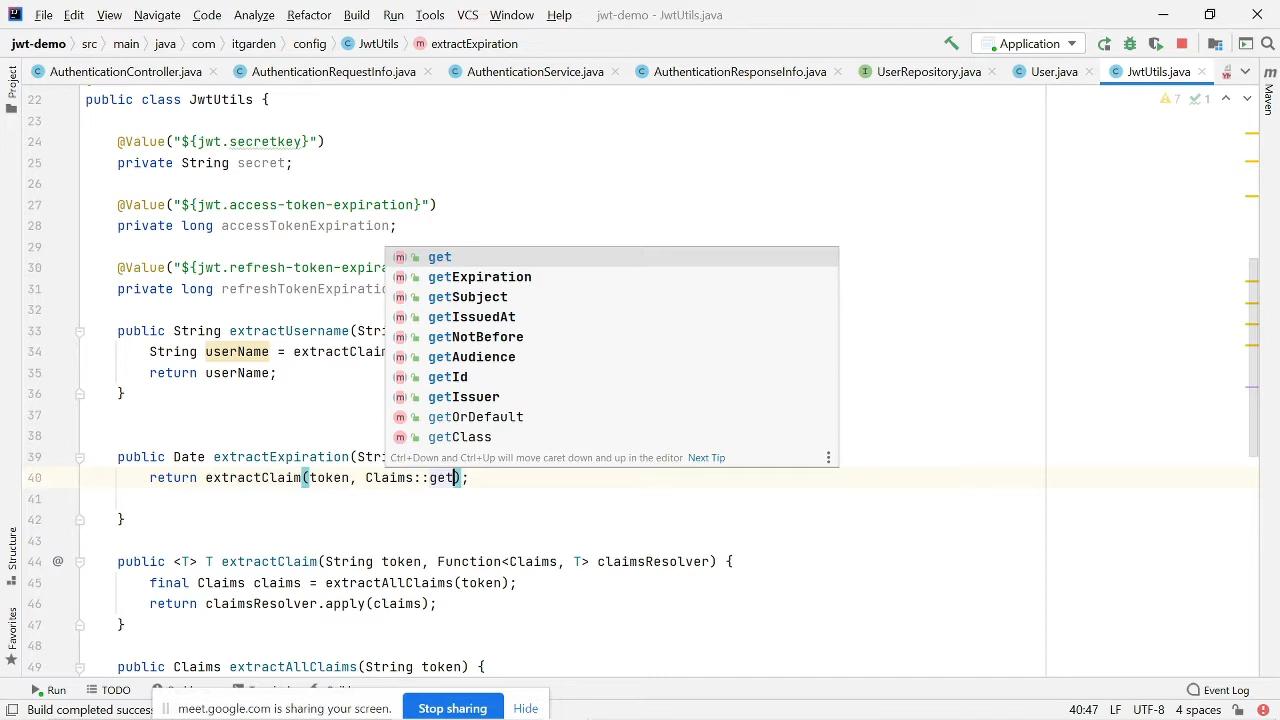 File Edit View Navigate Code Analyze Refactor Build Run Tools VCS Window Help jwt-demo - JwtUtils.java
jwt-demo src main java com itgarden config JwtUtils extractExpiration Application
AuthenticationController.java AuthenticationRequestInfo.java AuthenticationService.java AuthenticationResponseInfo.java UserRepository.java User.java JwtUtils.java
Project
Maven
7 1
22 public class JwtUtils {
23
24 @Value("${jwt.secretkey}")
25 private String secret;
26
27 @Value("${jwt.access-token-expiration}")
28 private long accessTokenExpiration;
29
30 @Value("${jwt.refresh-token-expira
31 private long refreshTokenExpiratio
32
33 public String extractUsername(Stri
34 String userName = extractClaim
35 return userName;
36 }
37
38
39 public Date extractExpiration(Stri
get
getExpiration
getSubject
getIssuedAt
getNotBefore
getAudience
getId
getIssuer
getOrDefault
getClass
Ctrl+Down and Ctrl+Up will move caret down and up in the editor Next Tip
40 return extractClaim(token, Claims::get);
41
42 }
43
44 @ public <T> T extractClaim(String token, Function<Claims, T> claimsResolver) {
45 final Claims claims = extractAllClaims(token);
46 return claimsResolver.apply(claims);
47 }
48
49 public Claims extractAllClaims(String token) {
Structure
Favorites
Run TODO Event Log
meet.google.com is sharing your screen. Stop sharing Hide
Build completed success 40:47 LF UTF-8 4 spaces